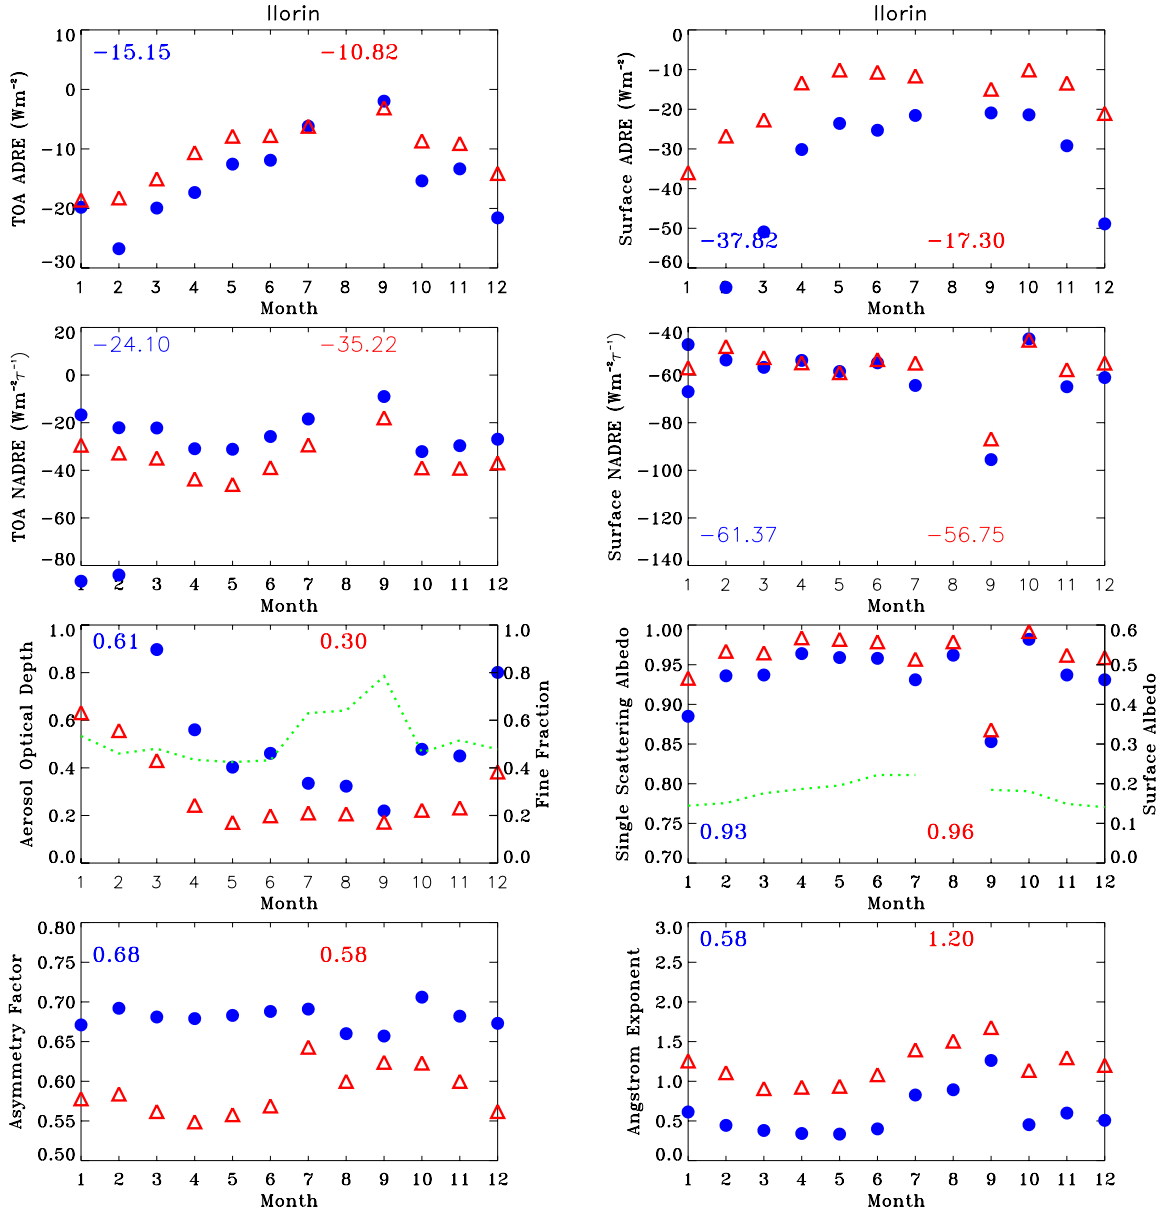 Ilorin
10
0
−10
−20
−30
TOA ADRE (Wm⁻²)
−15.15
−10.82
1 2 3 4 5 6 7 8 9 10 11 12
Month
Ilorin
0
−10
−20
−30
−40
−50
−60
Surface ADRE (Wm⁻²)
−37.82
−17.30
1 2 3 4 5 6 7 8 9 10 11 12
Month
20
0
−20
−40
−60
−80
TOA NADRE (Wm⁻²τ⁻¹)
−24.10
−35.22
1 2 3 4 5 6 7 8 9 10 11 12
Month
−40
−60
−80
−100
−120
−140
Surface NADRE (Wm⁻²τ⁻¹)
−61.37
−56.75
1 2 3 4 5 6 7 8 9 10 11 12
Month
1.0
0.8
0.6
0.4
0.2
0.0
Aerosol Optical Depth
0.61
0.30
1.0
0.8
0.6
0.4
0.2
0.0
Fine Fraction
1 2 3 4 5 6 7 8 9 10 11 12
Month
1.00
0.95
0.90
0.85
0.80
0.75
0.70
Single Scattering Albedo
0.93
0.96
0.6
0.5
0.4
0.3
0.2
0.1
0.0
Surface Albedo
1 2 3 4 5 6 7 8 9 10 11 12
Month
0.80
0.75
0.70
0.65
0.60
0.55
0.50
Asymmetry Factor
0.68
0.58
1 2 3 4 5 6 7 8 9 10 11 12
Month
3.0
2.5
2.0
1.5
1.0
0.5
0.0
Angstrom Exponent
0.58
1.20
1 2 3 4 5 6 7 8 9 10 11 12
Month